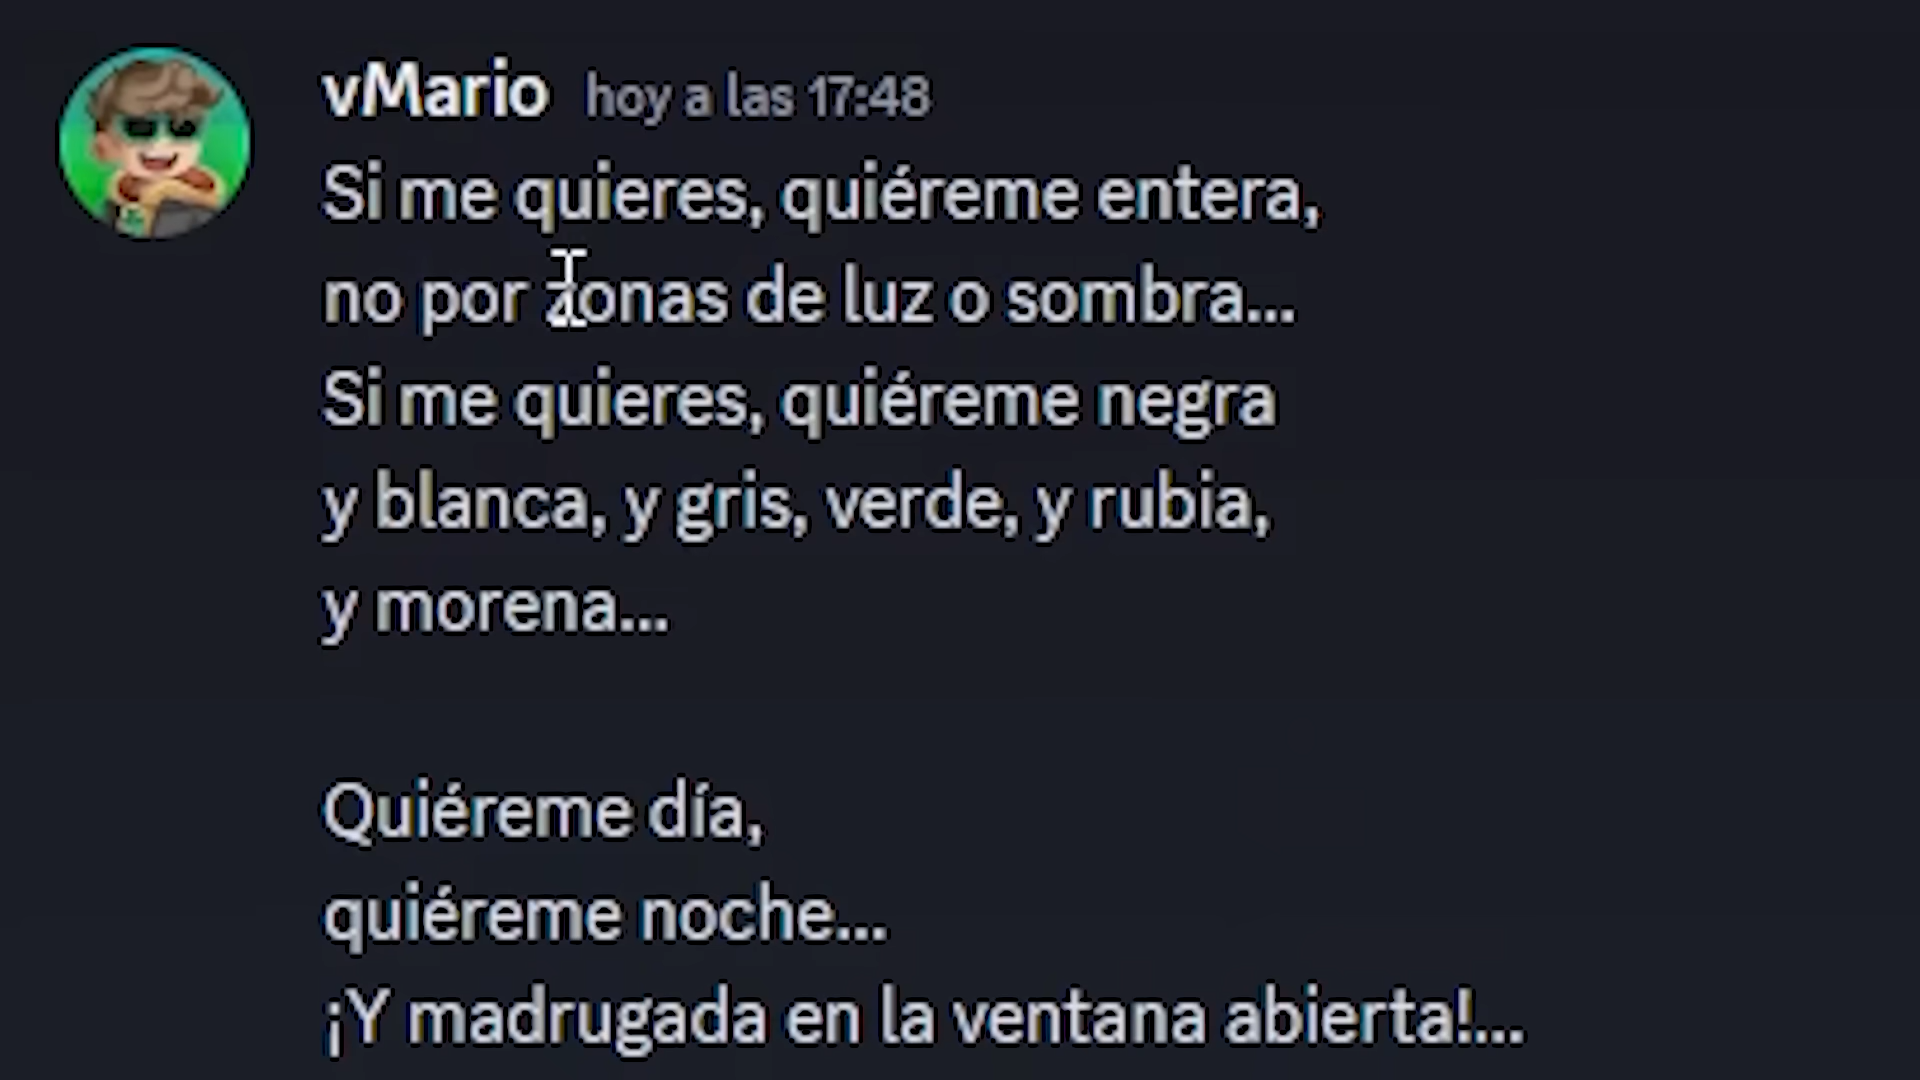 vMario hoy a las 17:48
Si me quieres, quiéreme entera,
no por zonas de luz o sombra...
Si me quieres, quiéreme negra
y blanca, y gris, verde, y rubia,
y morena...
Quiéreme día,
quiéreme noche...
¡Y madrugada en la ventana abierta!...